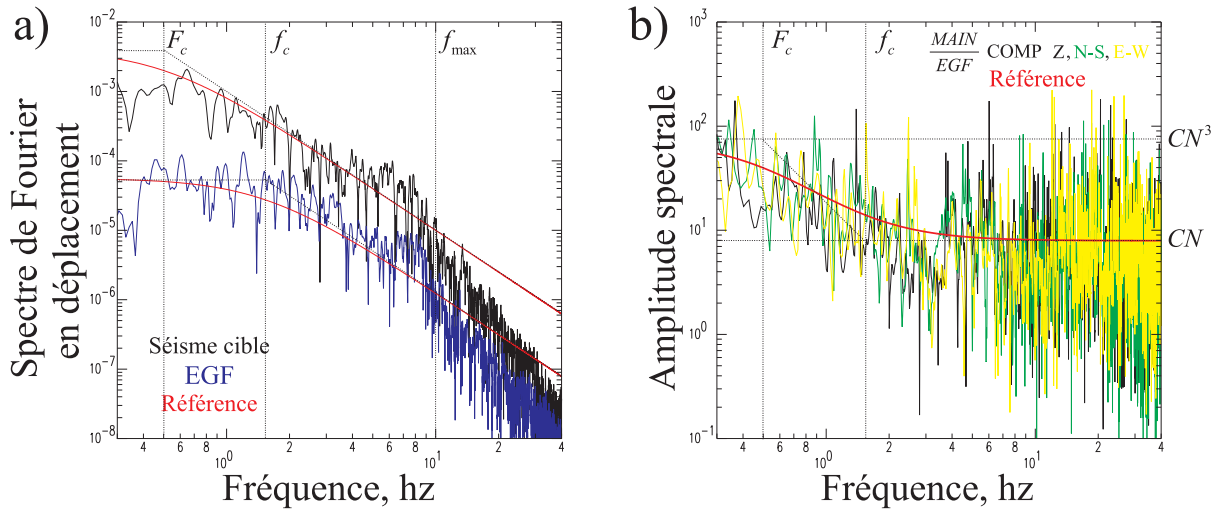 a)
F_c
f_c
f_max
10^-2
10^-3
10^-4
10^-5
10^-6
10^-7
10^-8
Spectre de Fourier
en déplacement
Séisme cible
EGF
Référence
4 6 8 10^0 2 4 6 8 10^1 2 4
Fréquence, hz
b)
F_c
f_c
MAIN
EGF
COMP Z, N-S, E-W
Référence
10^3
10^2
10^1
10^0
10^-1
Amplitude spectrale
CN^3
CN
4 6 8 10^0 2 4 6 8 10^1 2 4
Fréquence, hz